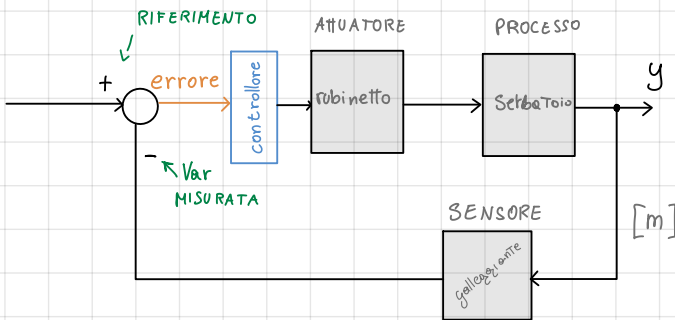 RIFERIMENTO
ATTUATORE
PROCESSO
+
errore
controllore
rubinetto
serbatoio
y
-
Var
MISURATA
SENSORE
[m]
galleggiante